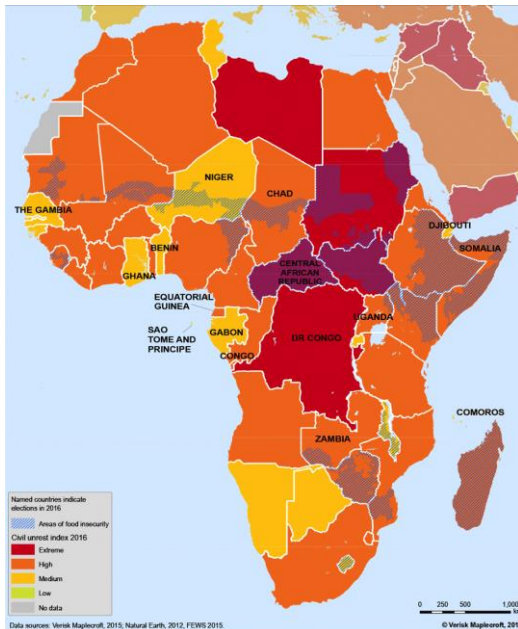 NIGER
CHAD
THE GAMBIA
DJIBOUTI
SOMALIA
BENIN
GHANA
CENTRAL
AFRICAN
REPUBLIC
EQUATORIAL
GUINEA
UGANDA
SAO
TOME AND
PRINCIPE
GABON
DR CONGO
CONGO
COMOROS
ZAMBIA
Named countries indicate
elections in 2016
Areas of food insecurity
Civil unrest index 2016
Extreme
High
Medium
Low
No data
0 250 500 1,000
Data sources: Verisk Maplecroft, 2015; Natural Earth, 2012, FEWS 2015.
© Verisk Maplecroft, 201